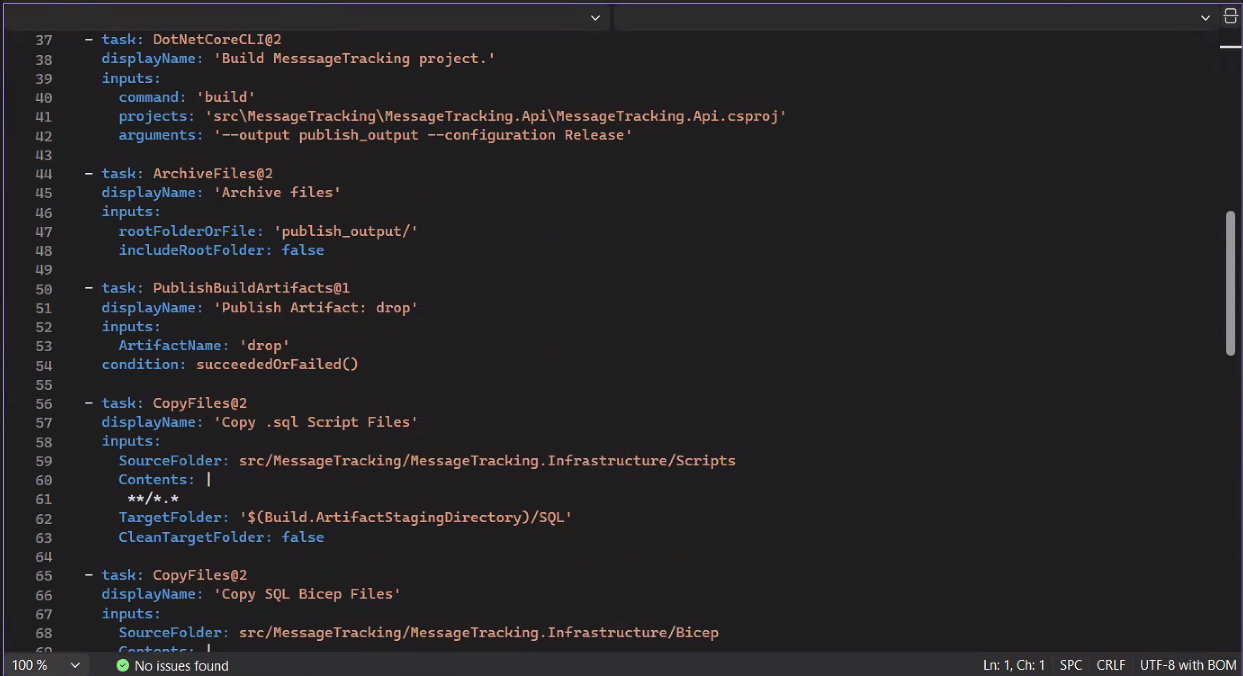 37 - task: DotNetCoreCLI@2
38 displayName: 'Build MesssageTracking project.'
39 inputs:
40 command: 'build'
41 projects: 'src\MessageTracking\MessageTracking.Api\MessageTracking.Api.csproj'
42 arguments: '--output publish_output --configuration Release'
43
44 - task: ArchiveFiles@2
45 displayName: 'Archive files'
46 inputs:
47 rootFolderOrFile: 'publish_output/'
48 includeRootFolder: false
49
50 - task: PublishBuildArtifacts@1
51 displayName: 'Publish Artifact: drop'
52 inputs:
53 ArtifactName: 'drop'
54 condition: succeededOrFailed()
55
56 - task: CopyFiles@2
57 displayName: 'Copy .sql Script Files'
58 inputs:
59 SourceFolder: src/MessageTracking/MessageTracking.Infrastructure/Scripts
60 Contents: |
61 **/*.*
62 TargetFolder: '$(Build.ArtifactStagingDirectory)/SQL'
63 CleanTargetFolder: false
64
65 - task: CopyFiles@2
66 displayName: 'Copy SQL Bicep Files'
67 inputs:
68 SourceFolder: src/MessageTracking/MessageTracking.Infrastructure/Bicep
69 Contents: |
100 % No issues found Ln: 1, Ch: 1 SPC CRLF UTF-8 with BOM